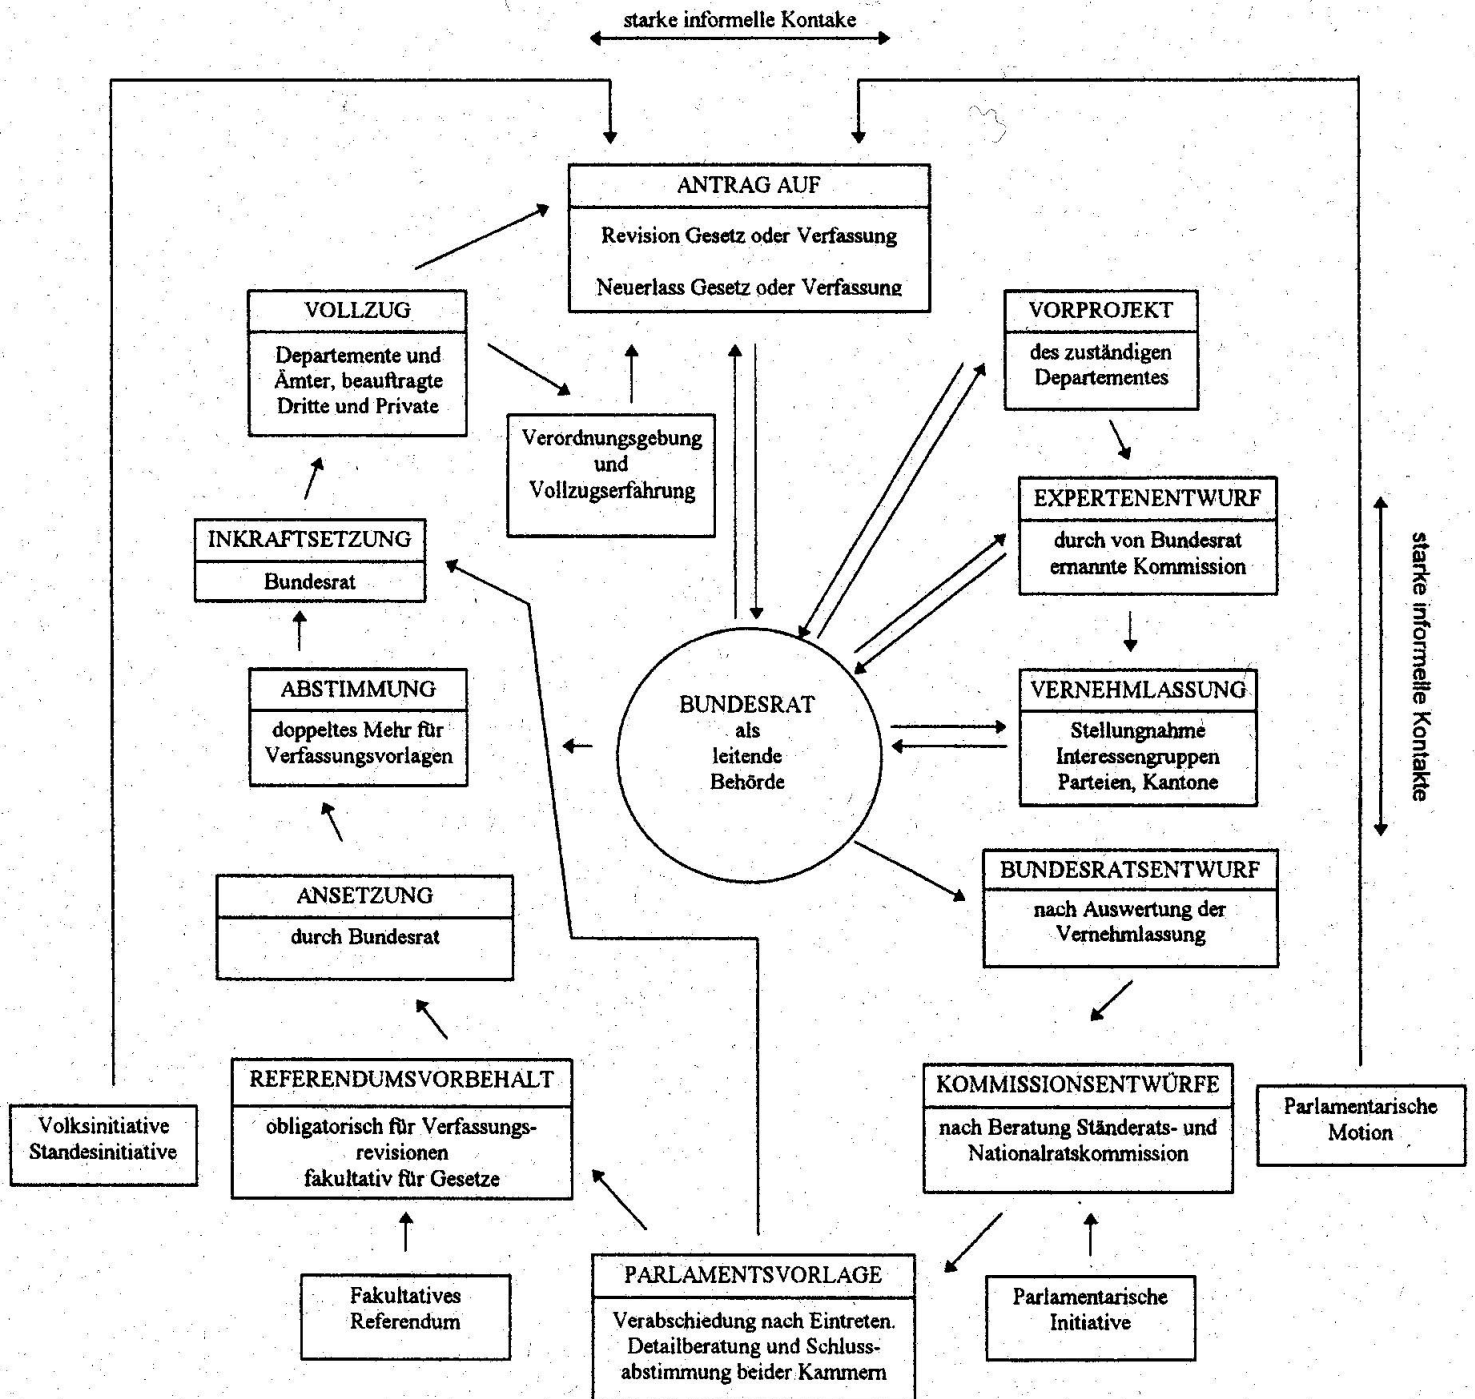 starke informelle Kontake
ANTRAG AUF
Revision Gesetz oder Verfassung
Neuerlass Gesetz oder Verfassung
VOLLZUG
Departemente und
Ämter, beauftragte
Dritte und Private
VORPROJEKT
des zuständigen
Departementes
Verordnungsgebung
und
Vollzugserfahrung
EXPERTENENTWURF
durch von Bundesrat
ernannte Kommission
starke informelle Kontakte
INKRAFTSETZUNG
Bundesrat
ABSTIMMUNG
doppeltes Mehr für
Verfassungsvorlagen
BUNDESRAT
als
leitende
Behörde
VERNEHMLASSUNG
Stellungnahme
Interessengruppen
Parteien, Kantone
BUNDESRATSENTWURF
nach Auswertung der
Vernehmlassung
ANSETZUNG
durch Bundesrat
REFERENDUMSVORBEHALT
obligatorisch für Verfassungs-
revisionen
fakultativ für Gesetze
KOMMISSIONSENTWÜRFE
nach Beratung Ständerats- und
Nationalratskommission
Volksinitiative
Standesinitiative
Parlamentarische
Motion
Fakultatives
Referendum
PARLAMENTSVORLAGE
Verabschiedung nach Eintreten.
Detailberatung und Schluss-
abstimmung beider Kammern
Parlamentarische
Initiative